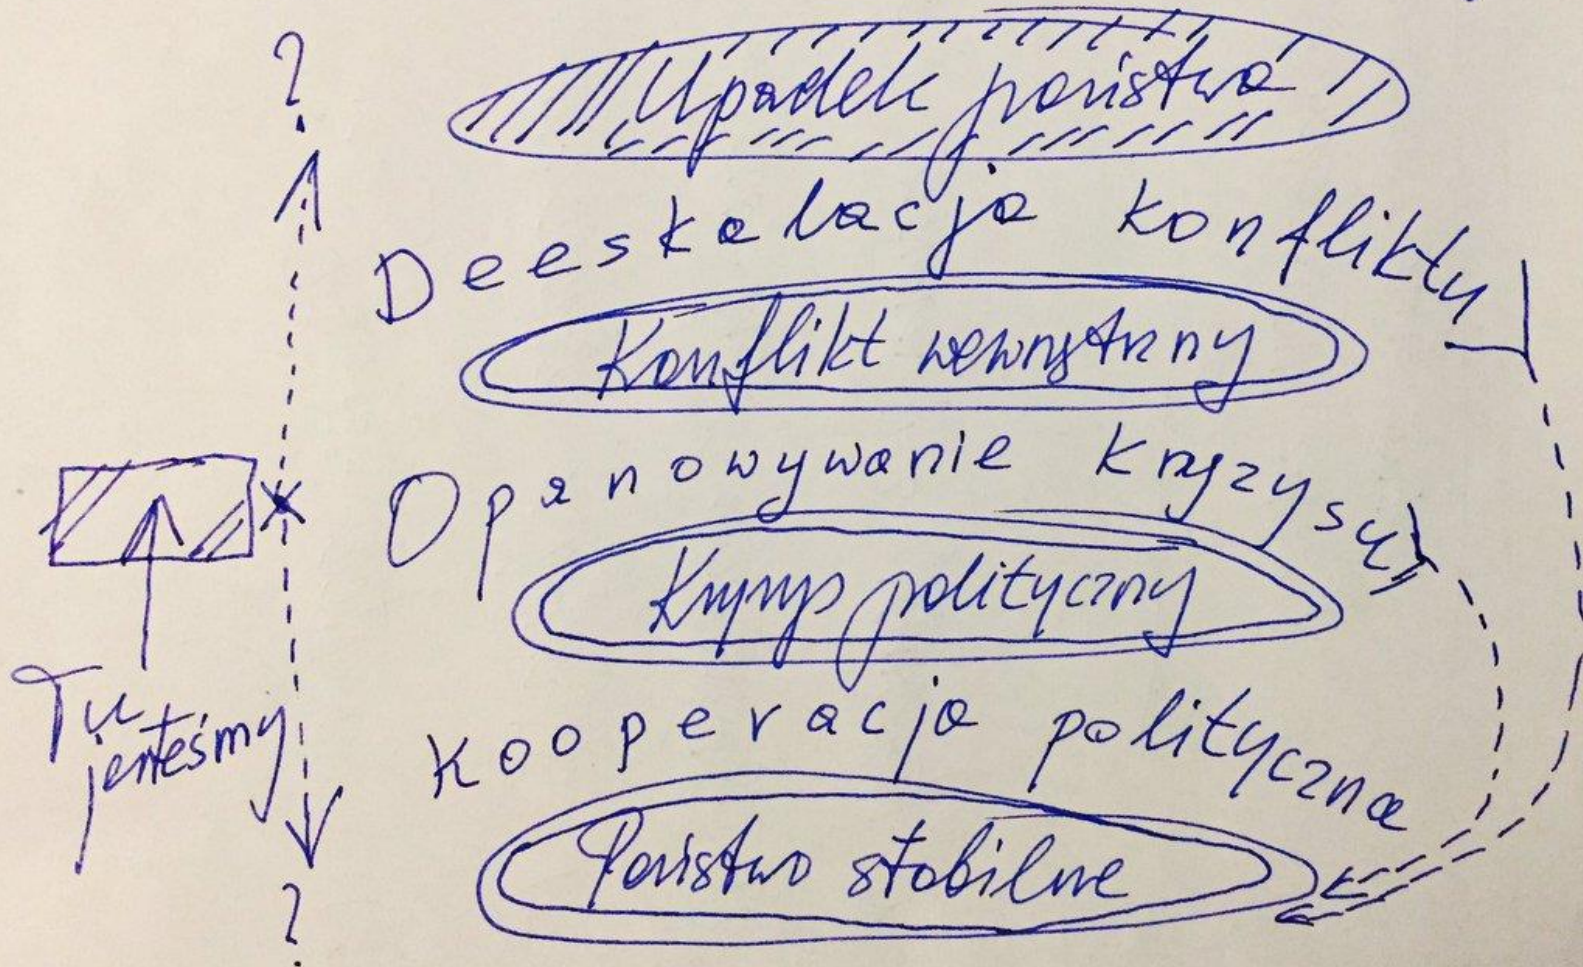 ?
Upadek państwa
Deeskalacja konfliktu
Konflikt wewnętrzny
Opanowywanie kryzysu
Kryzys polityczny
Tu
jesteśmy
Kooperacja polityczna
Państwo stabilne
?